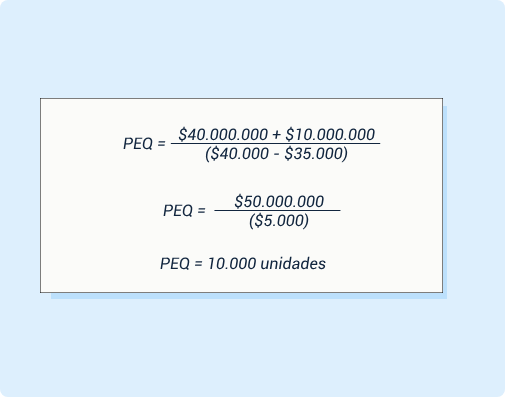 PEQ = $40.000.000 + $10.000.000
($40.000 - $35.000)
PEQ = $50.000.000
($5.000)
PEQ = 10.000 unidades